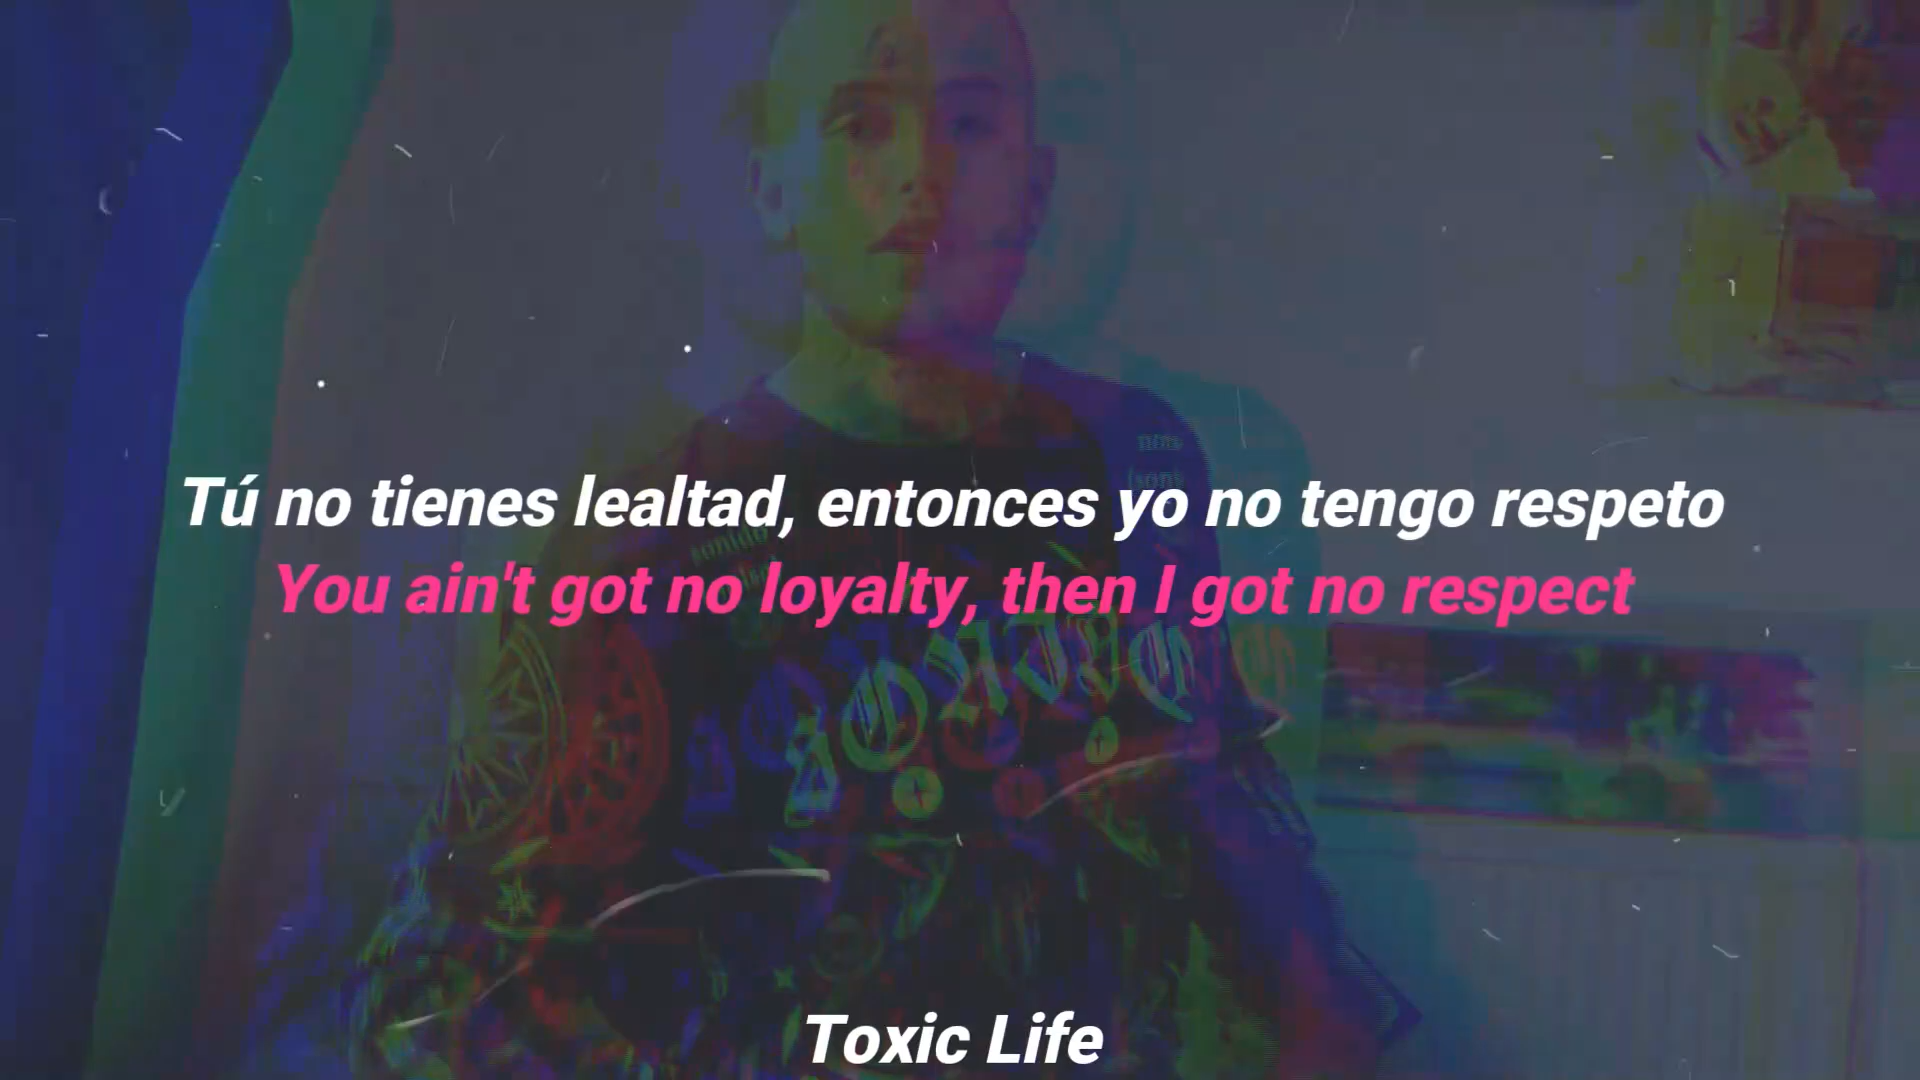 Tú no tienes lealtad, entonces yo no tengo respeto
You ain't got no loyalty, then I got no respect
sonido
Toxic Life